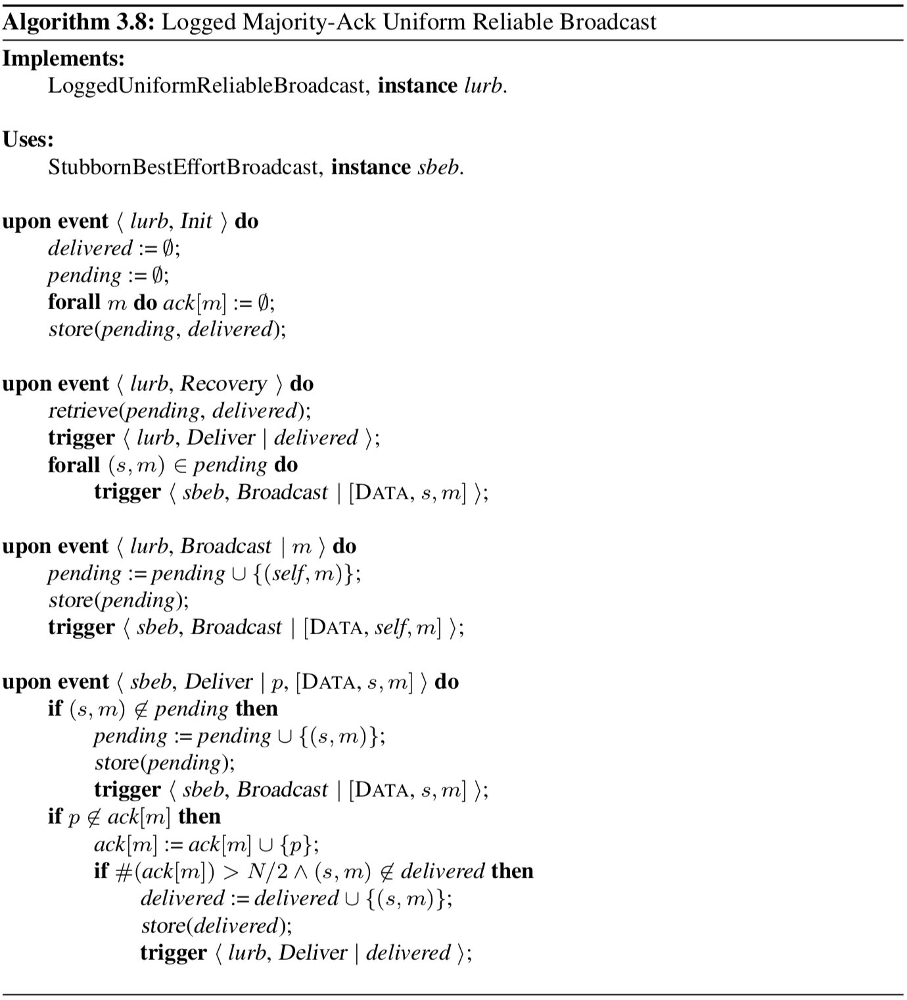 Algorithm 3.8: Logged Majority-Ack Uniform Reliable Broadcast
Implements:
LoggedUniformReliableBroadcast, instance lurb.
Uses:
StubbornBestEffortBroadcast, instance sbeb.
upon event ⟨ lurb, Init ⟩ do
delivered := ∅;
pending := ∅;
forall m do ack[m] := ∅;
store(pending, delivered);
upon event ⟨ lurb, Recovery ⟩ do
retrieve(pending, delivered);
trigger ⟨ lurb, Deliver | delivered ⟩;
forall (s, m) ∈ pending do
trigger ⟨ sbeb, Broadcast | [DATA, s, m] ⟩;
upon event ⟨ lurb, Broadcast | m ⟩ do
pending := pending ∪ {(self, m)};
store(pending);
trigger ⟨ sbeb, Broadcast | [DATA, self, m] ⟩;
upon event ⟨ sbeb, Deliver | p, [DATA, s, m] ⟩ do
if (s, m) ∉ pending then
pending := pending ∪ {(s, m)};
store(pending);
trigger ⟨ sbeb, Broadcast | [DATA, s, m] ⟩;
if p ∉ ack[m] then
ack[m] := ack[m] ∪ {p};
if #(ack[m]) > N/2 ∧ (s, m) ∉ delivered then
delivered := delivered ∪ {(s, m)};
store(delivered);
trigger ⟨ lurb, Deliver | delivered ⟩;